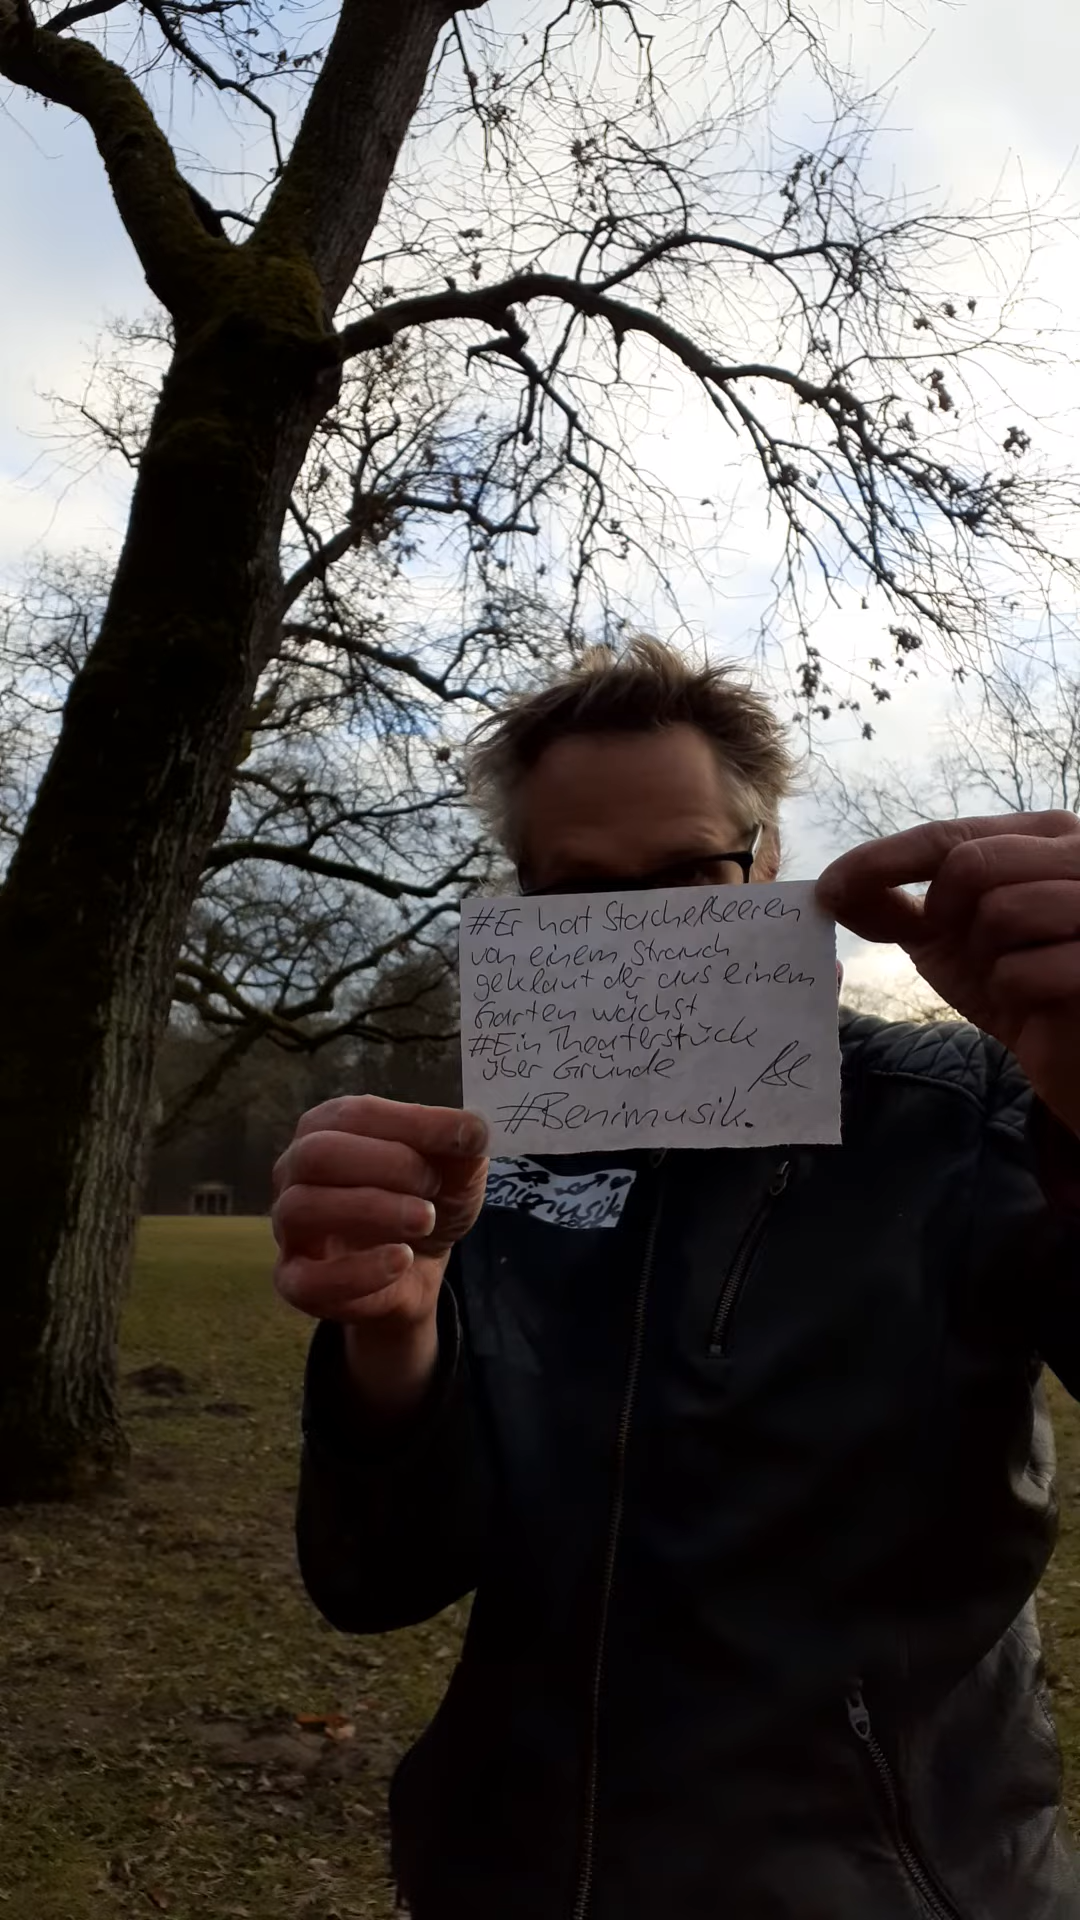 #Er hat Stachelbeeren
von einem Strauch
geklaut der aus einem
Garten wächst
#Ein Theaterstück
über Gründe
#Benimusik.